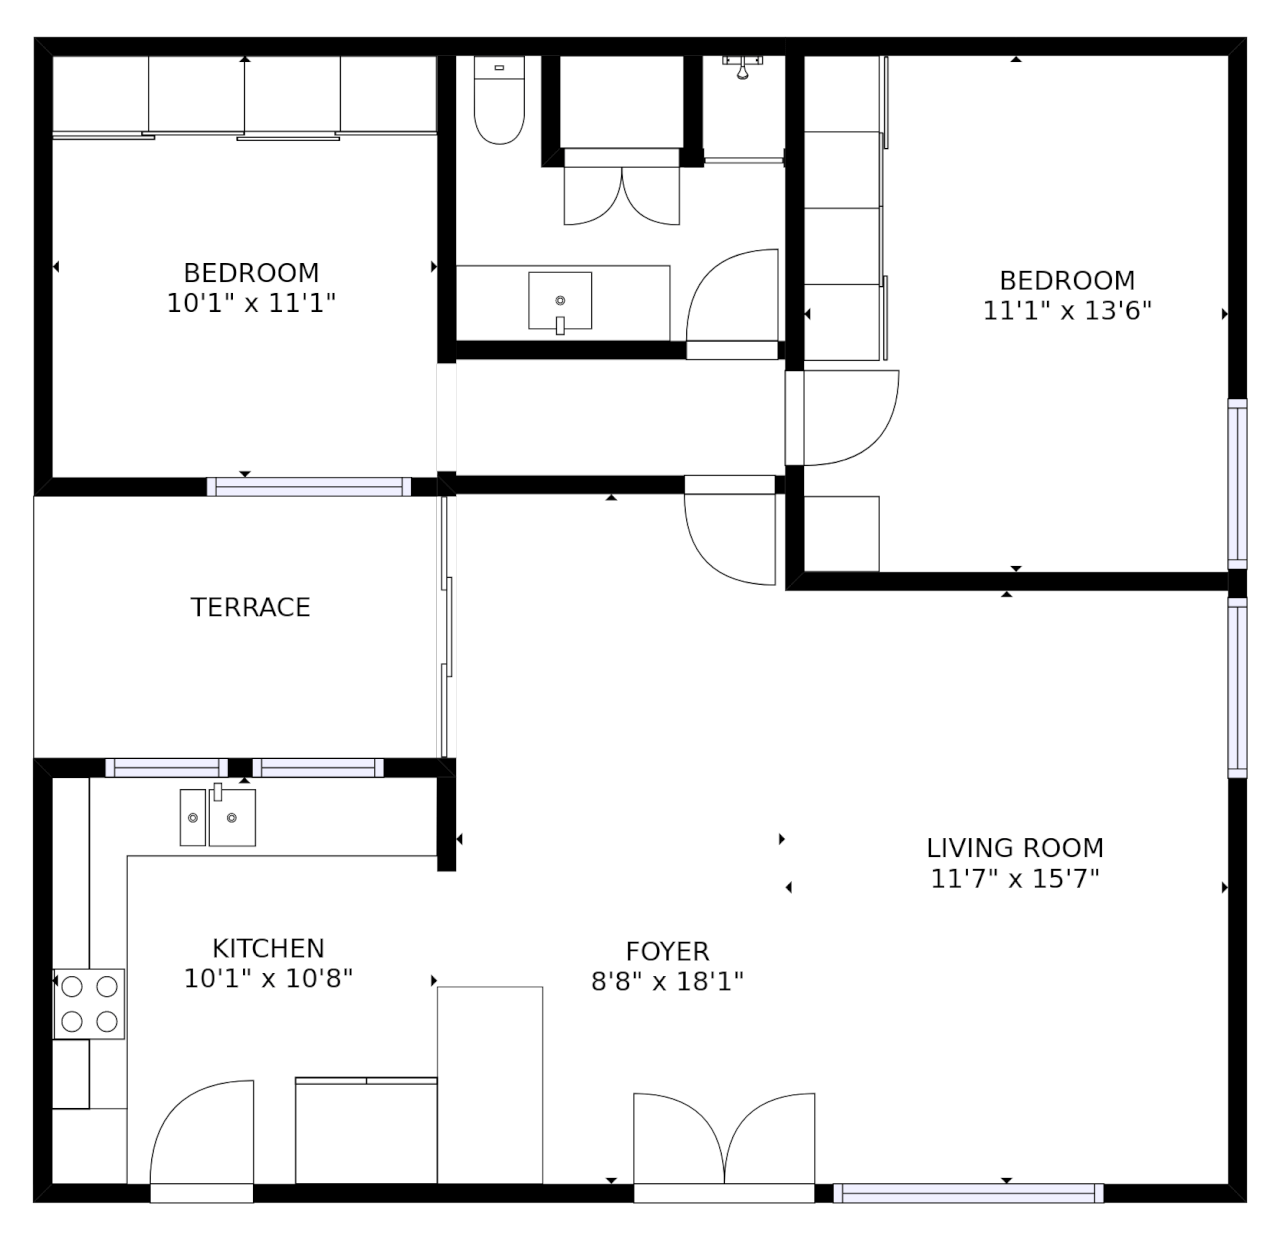 BEDROOM
10'1" x 11'1"
BEDROOM
11'1" x 13'6"
TERRACE
LIVING ROOM
11'7" x 15'7"
KITCHEN
10'1" x 10'8"
FOYER
8'8" x 18'1"